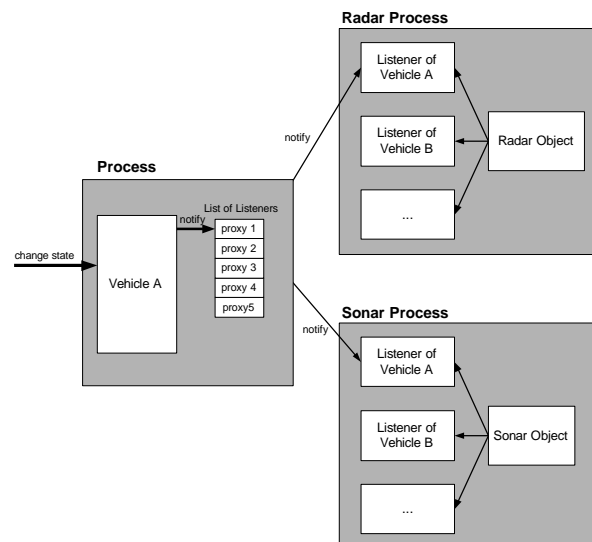 Radar Process
Listener of
Vehicle A
notify
Listener of
Vehicle B
Radar Object
...
Process
List of Listeners
notify
proxy 1
proxy 2
proxy 3
proxy 4
proxy5
change state
Vehicle A
Sonar Process
notify
Listener of
Vehicle A
Listener of
Vehicle B
Sonar Object
...